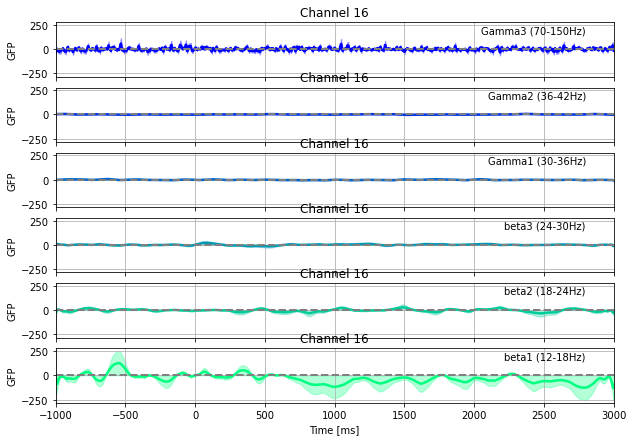 Channel 16
250
Gamma3 (70-150Hz)
GFP
0
−250
Channel 16
250
Gamma2 (36-42Hz)
GFP
0
−250
Channel 16
250
Gamma1 (30-36Hz)
GFP
0
−250
Channel 16
250
beta3 (24-30Hz)
GFP
0
−250
Channel 16
250
beta2 (18-24Hz)
GFP
0
−250
Channel 16
250
beta1 (12-18Hz)
GFP
0
−250
−1000 −500 0 500 1000 1500 2000 2500 3000
Time [ms]